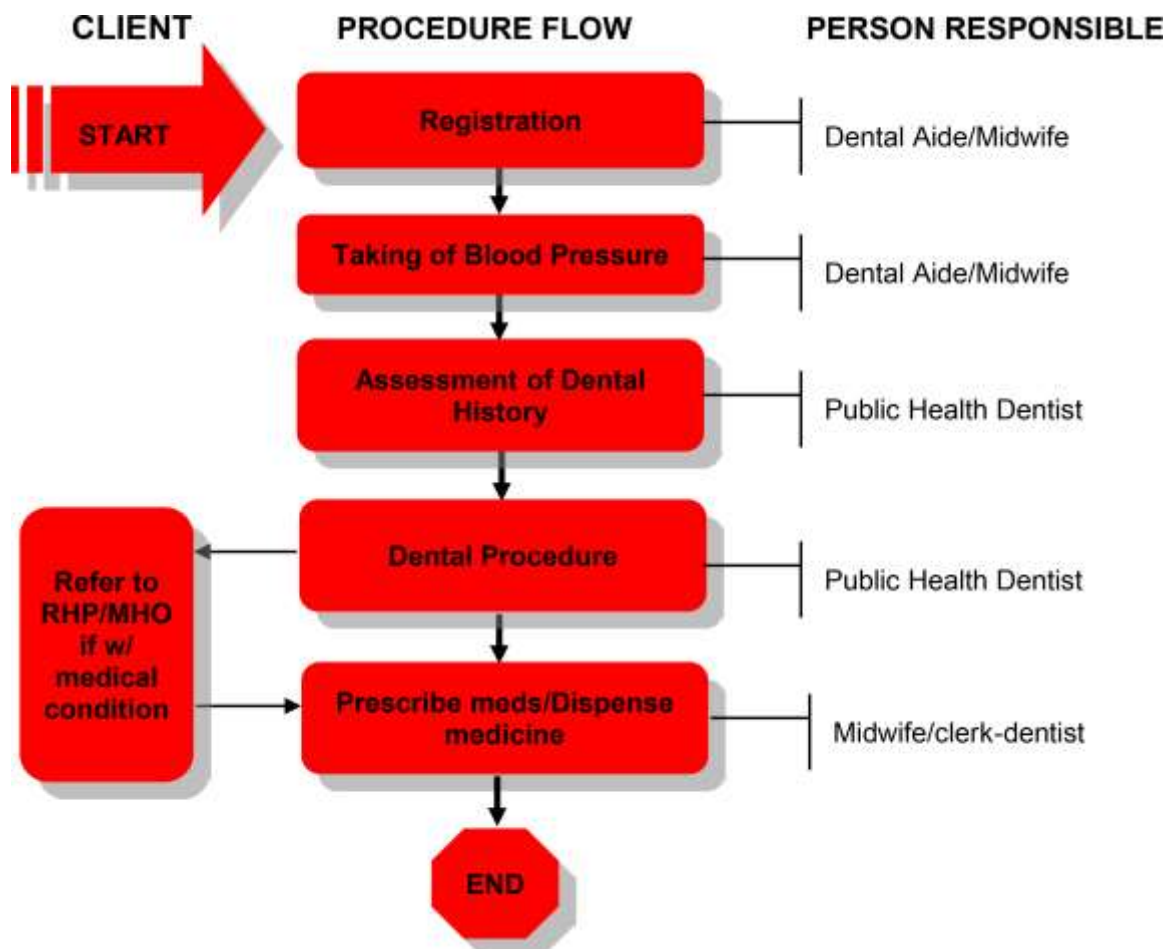 CLIENT
PROCEDURE FLOW
PERSON RESPONSIBLE
START
Registration
Dental Aide/Midwife
Taking of Blood Pressure
Dental Aide/Midwife
Assessment of Dental
History
Public Health Dentist
Dental Procedure
Public Health Dentist
Refer to
RHP/MHO
if w/
medical
condition
Prescribe meds/Dispense
medicine
Midwife/clerk-dentist
END